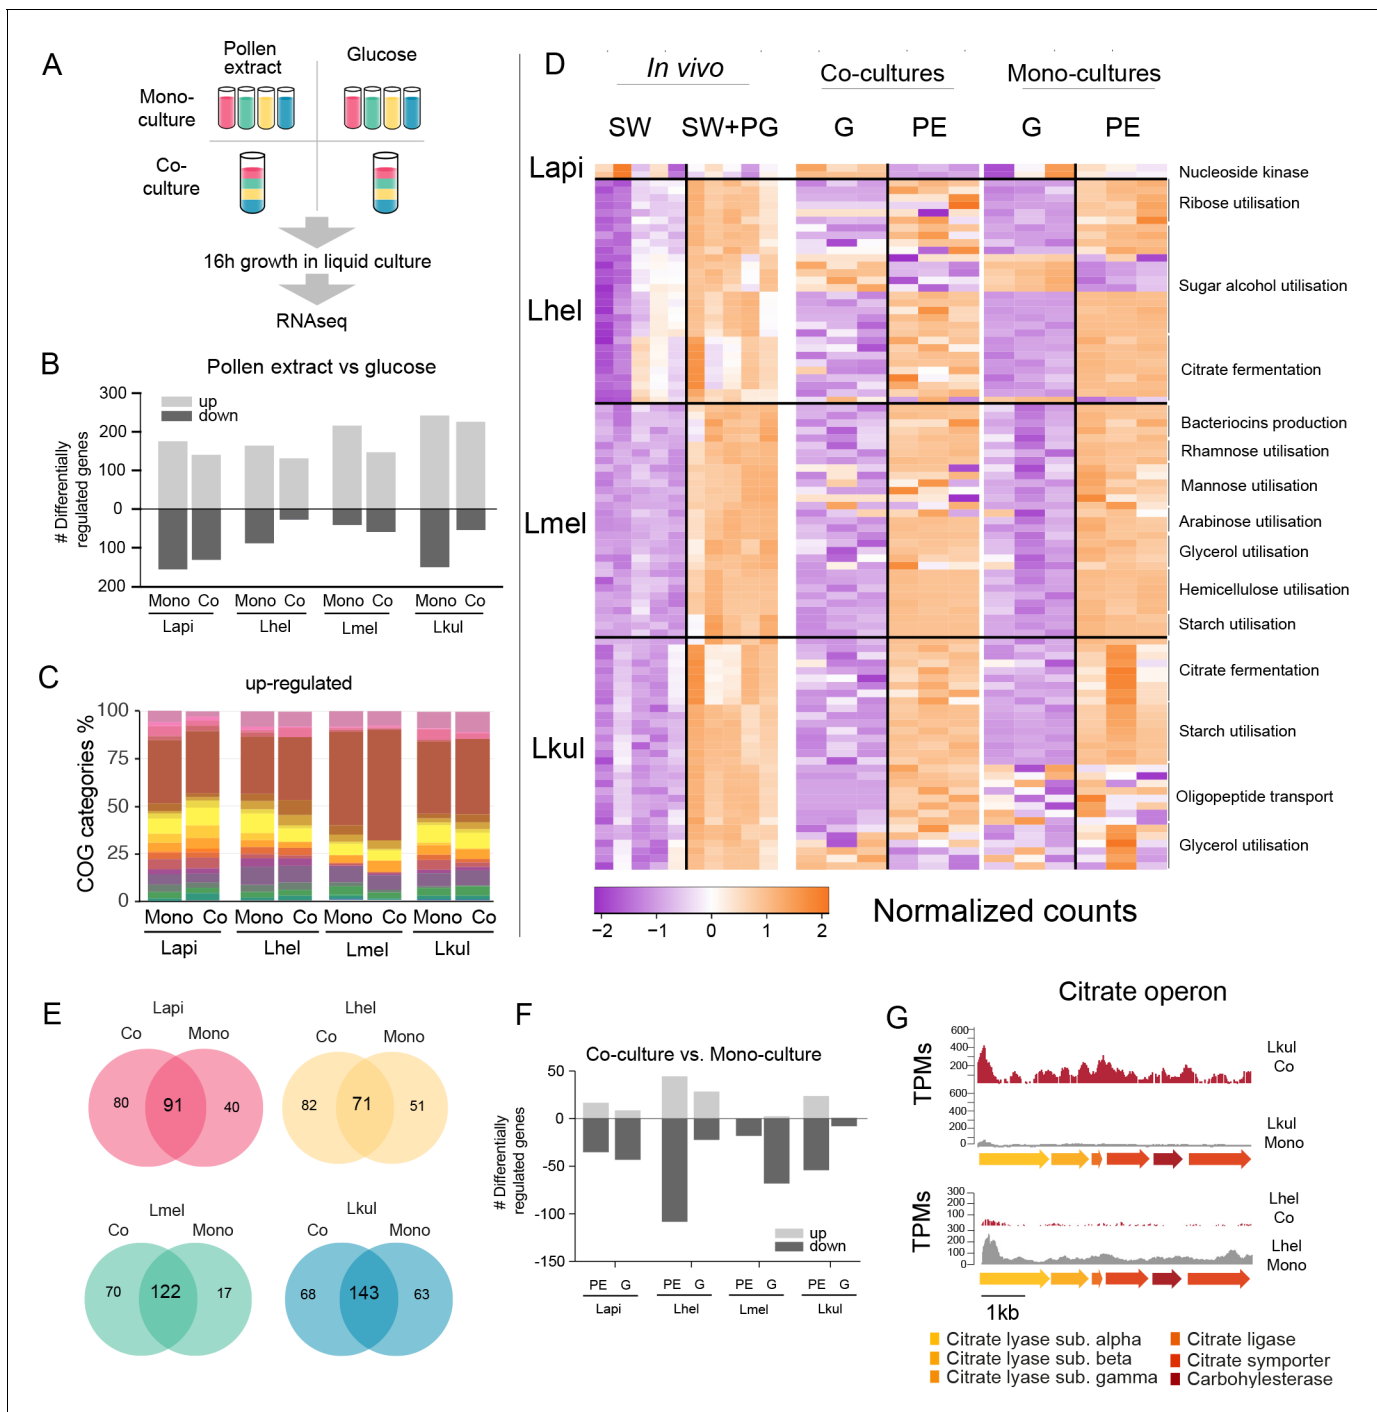 A
Pollen
extract
Glucose
Mono-
culture
Co-
culture
16h growth in liquid culture
RNAseq
B
Pollen extract vs glucose
# Differentially
regulated genes
300
200
100
0
100
200
up
down
Mono Co Mono Co Mono Co Mono Co
Lapi Lhel Lmel Lkul
C
up-regulated
COG categories %
100
75
50
25
0
Mono Co Mono Co Mono Co Mono Co
Lapi Lhel Lmel Lkul
D
In vivo Co-cultures Mono-cultures
SW SW+PG G PE G PE
Lapi
Lhel
Lmel
Lkul
Nucleoside kinase
Ribose utilisation
Sugar alcohol utilisation
Citrate fermentation
Bacteriocins production
Rhamnose utilisation
Mannose utilisation
Arabinose utilisation
Glycerol utilisation
Hemicellulose utilisation
Starch utilisation
Citrate fermentation
Starch utilisation
Oligopeptide transport
Glycerol utilisation
−2 −1 0 1 2
Normalized counts
E
Lapi
Co Mono
80 91 40
Lhel
Co Mono
82 71 51
Lmel
Co Mono
70 122 17
Lkul
Co Mono
68 143 63
F
Co-culture vs. Mono-culture
# Differentially
regulated genes
50
0
-50
-100
-150
up
down
PE G PE G PE G PE G
Lapi Lhel Lmel Lkul
G
Citrate operon
TPMs
600
400
200
0
Lkul
Co
600
400
200
0
Lkul
Mono
TPMs
300
200
100
Lhel
Co
300
200
100
0
Lhel
Mono
1kb
Citrate lyase sub. alpha
Citrate lyase sub. beta
Citrate lyase sub. gamma
Citrate ligase
Citrate symporter
Carbohylesterase